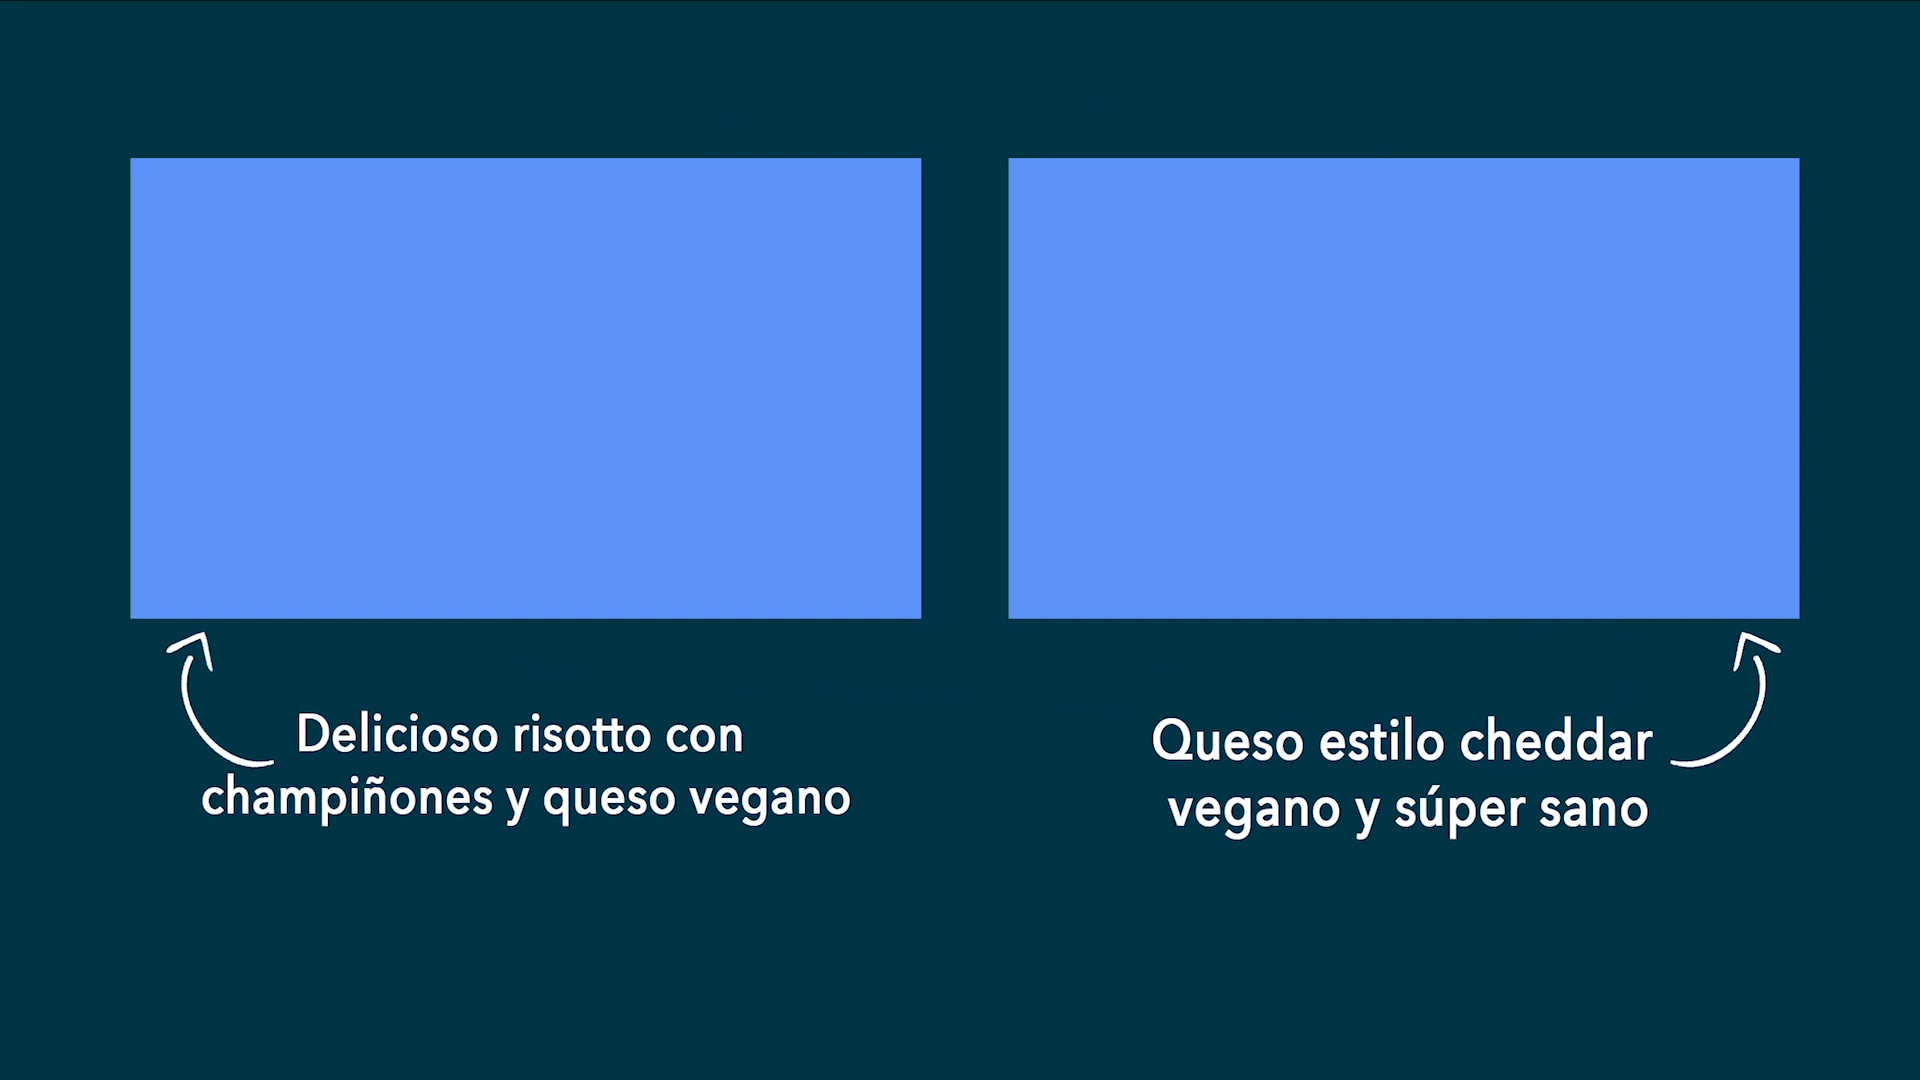 Delicioso risotto con
champiñones y queso vegano
Queso estilo cheddar
vegano y súper sano